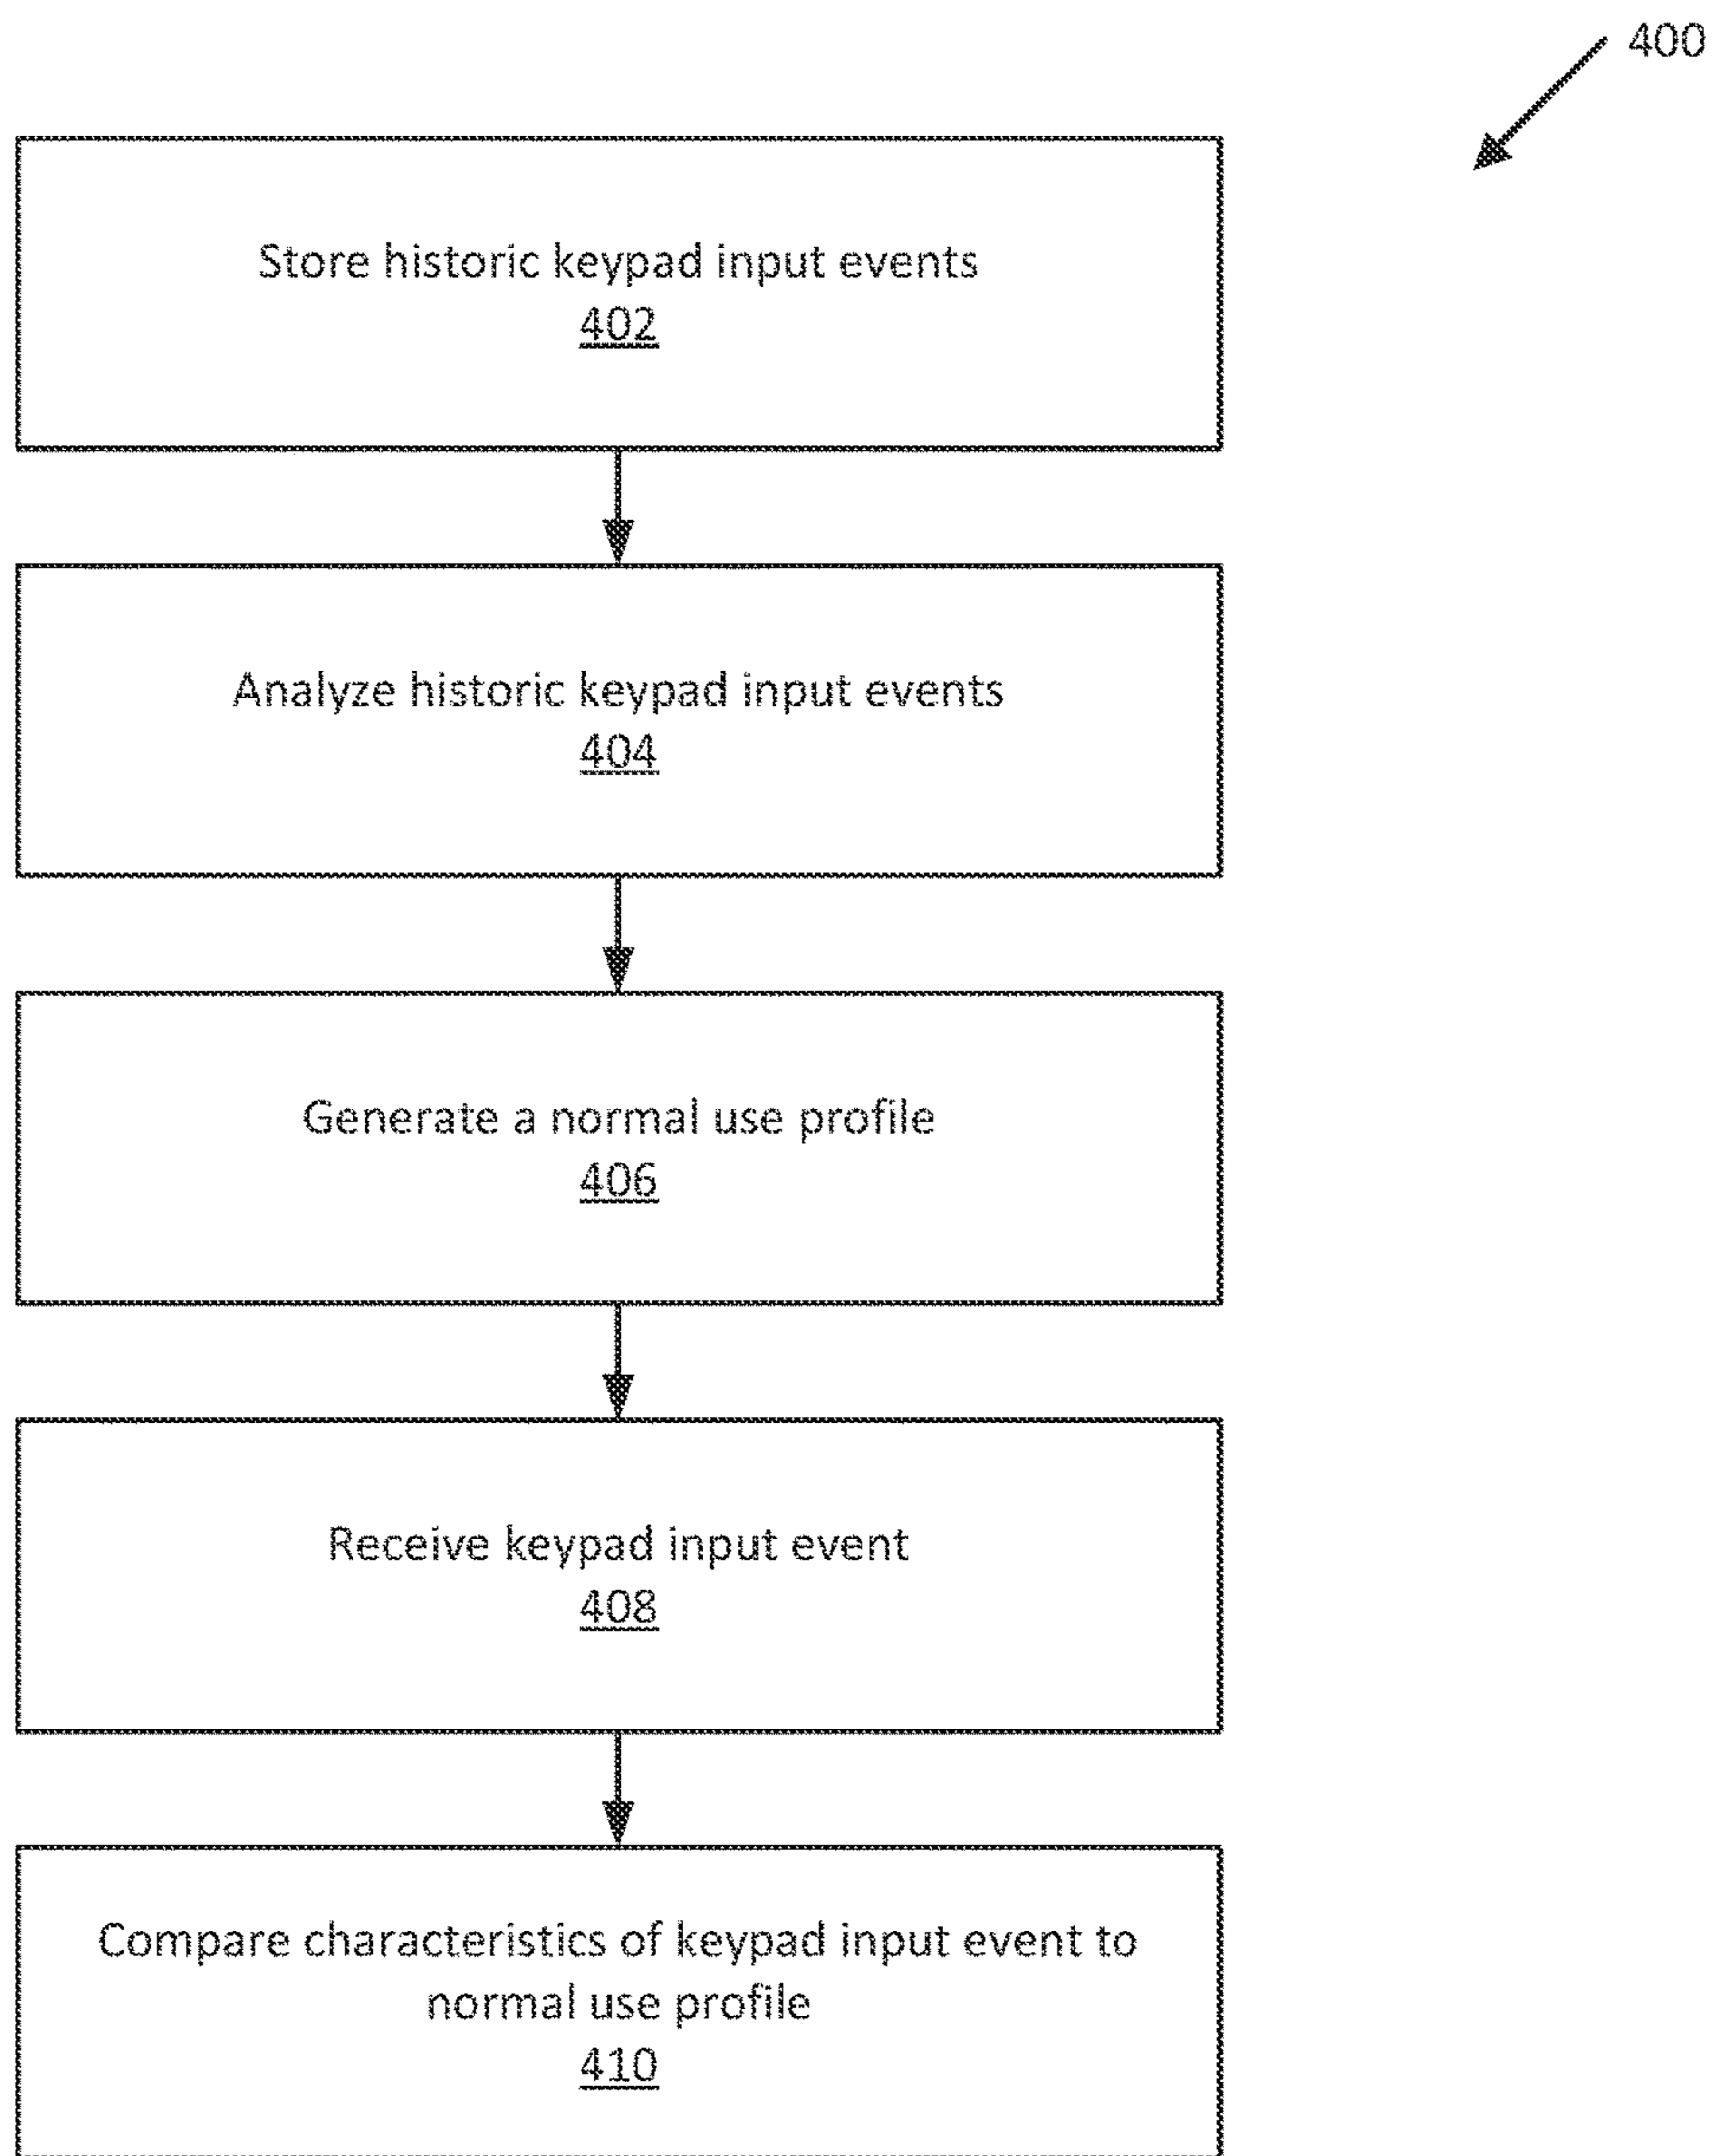 400
Store historic keypad input events
402
Analyze historic keypad input events
404
Generate a normal use profile
406
Receive keypad input event
408
Compare characteristics of keypad input event to
normal use profile
410